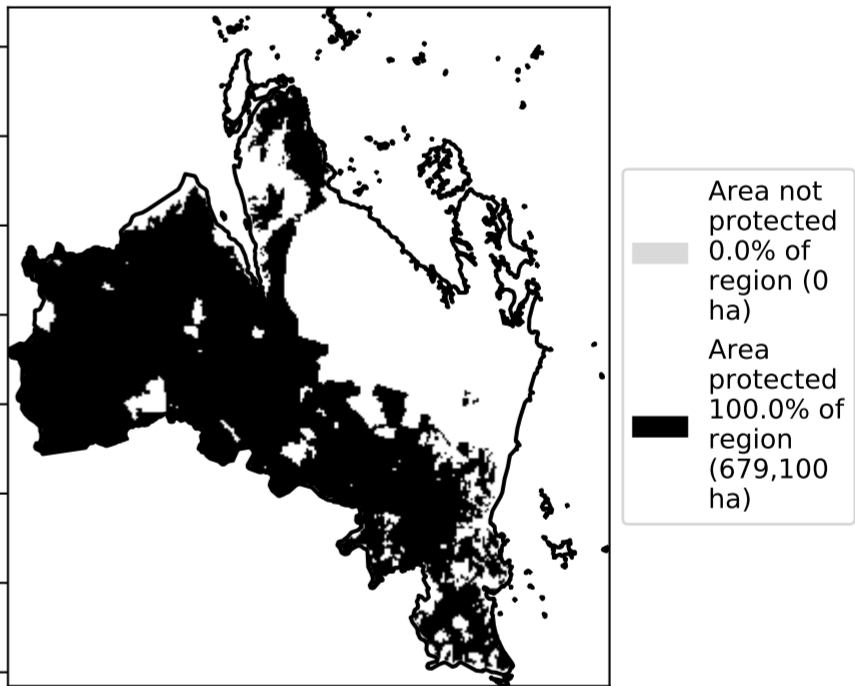 Area not
protected
0.0% of
region (0
ha)
Area
protected
100.0% of
region
(679,100
ha)